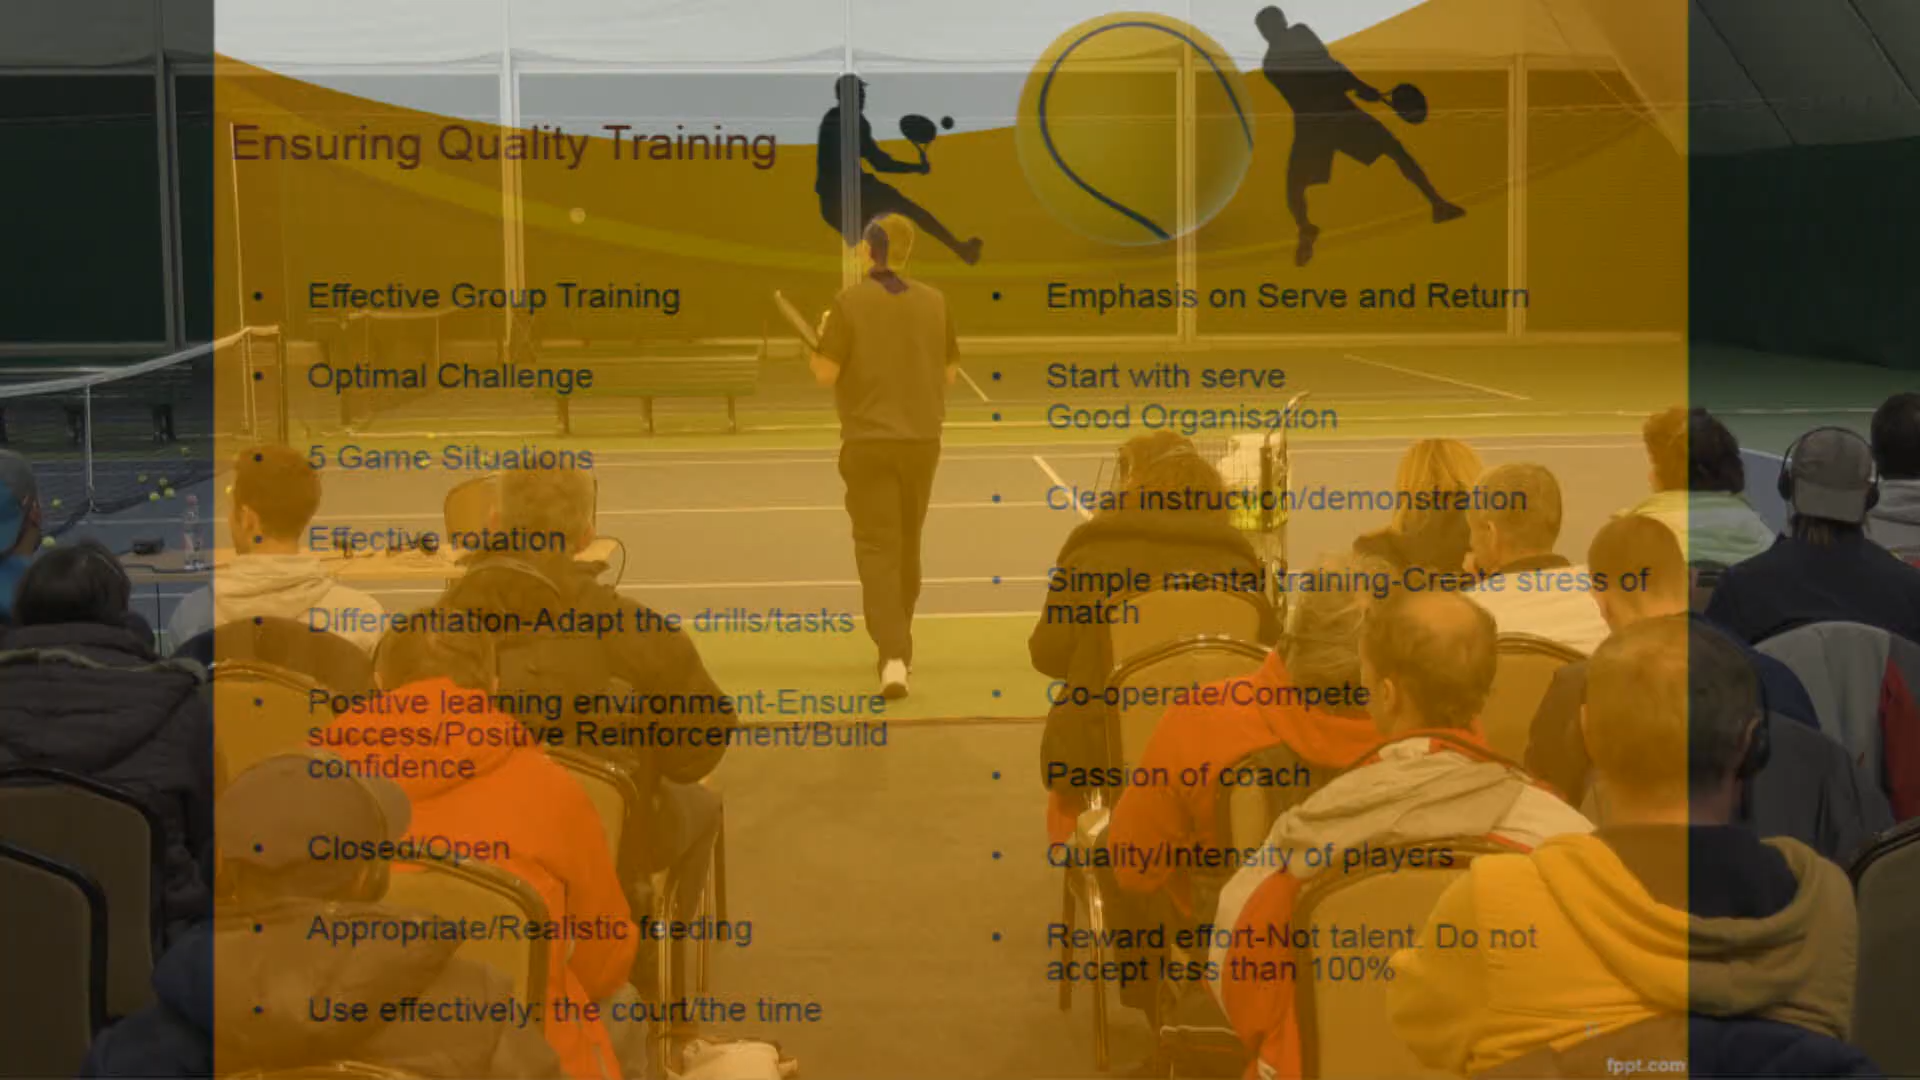 Ensuring Quality Training
• Effective Group Training
• Optimal Challenge
• 5 Game Situations
• Effective rotation
• Differentiation-Adapt the drills/tasks
• Positive learning environment-Ensure
success/Positive Reinforcement/Build
confidence
• Closed/Open
• Appropriate/Realistic feeding
• Use effectively: the court/the time
• Emphasis on Serve and Return
• Start with serve
• Good Organisation
• Clear instruction/demonstration
• Simple mental training-Create stress of
match
• Co-operate/Compete
• Passion of coach
• Quality/Intensity of players
• Reward effort-Not talent. Do not
accept less than 100%
fppt.com